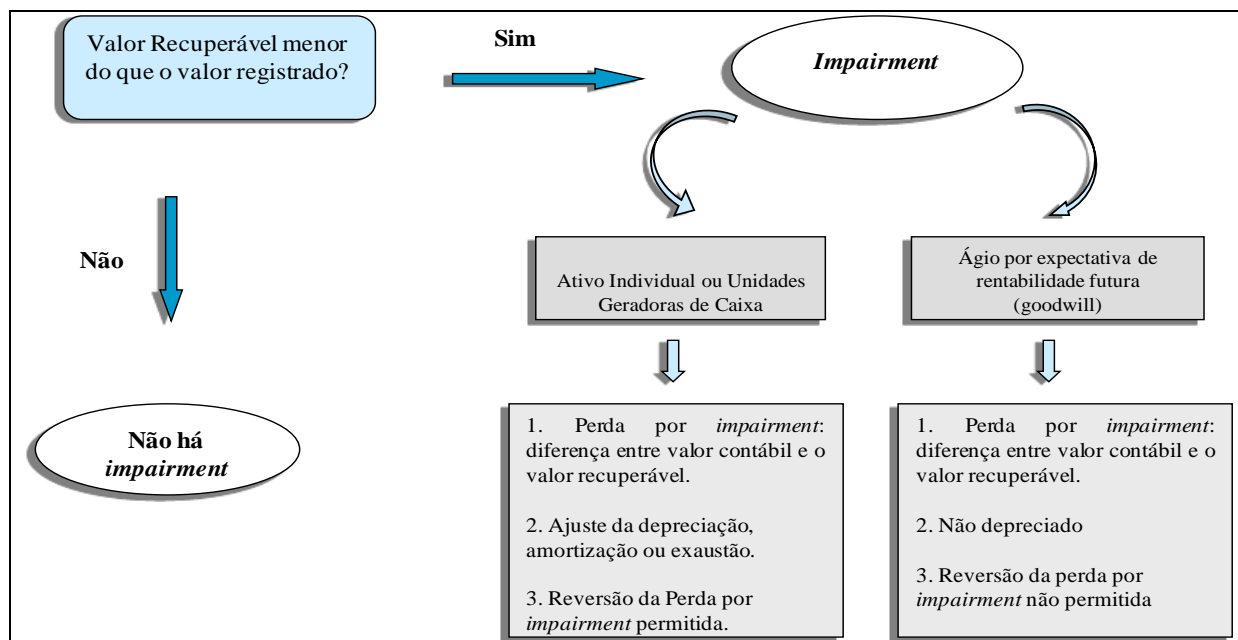 Valor Recuperável menor
do que o valor registrado?
Sim
Impairment
Não
Não há
impairment
Ativo Individual ou Unidades
Geradoras de Caixa
Ágio por expectativa de
rentabilidade futura
(goodwill)
1. Perda por impairment:
diferença entre valor contábil e o
valor recuperável.
2. Ajuste da depreciação,
amortização ou exaustão.
3. Reversão da Perda por
impairment permitida.
1. Perda por impairment:
diferença entre valor contábil e o
valor recuperável.
2. Não depreciado
3. Reversão da perda por
impairment não permitida